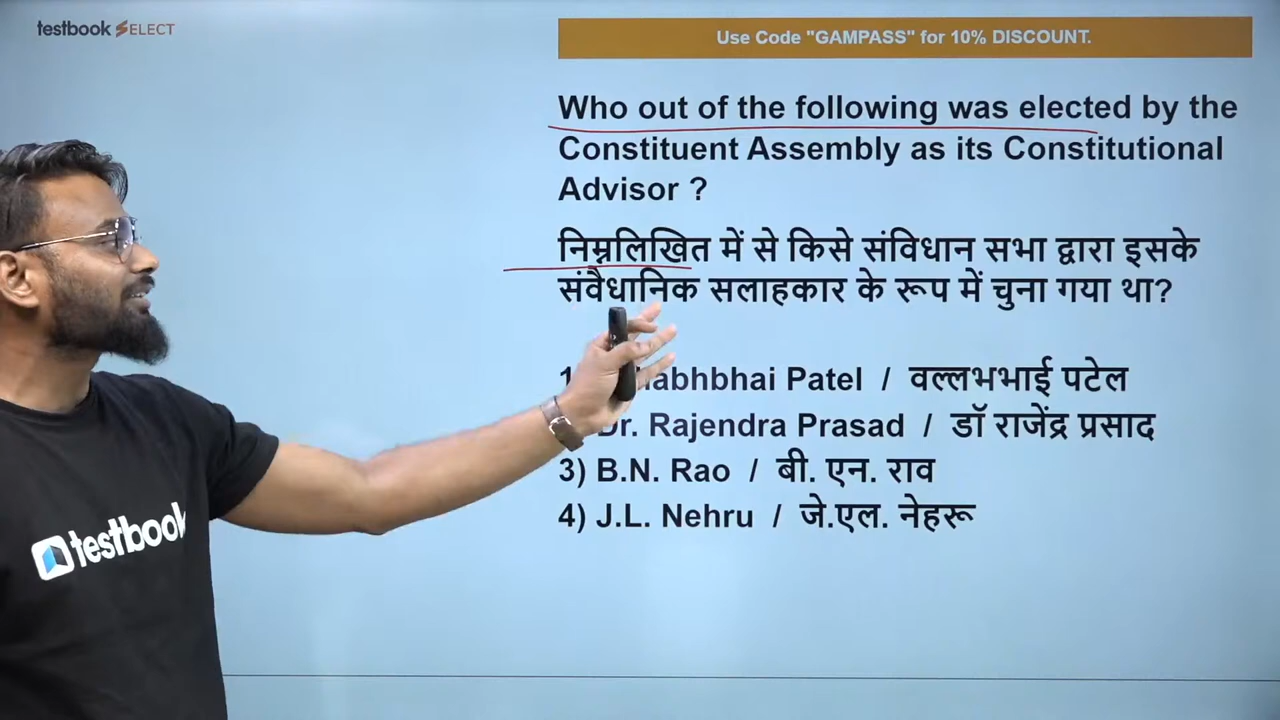 testbook SELECT
Use Code "GAMPASS" for 10% DISCOUNT.
Who out of the following was elected by the
Constituent Assembly as its Constitutional
Advisor ?
निम्नलिखित में से किसे संविधान सभा द्वारा इसके
संवैधानिक सलाहकार के रूप में चुना गया था?
Patel / वल्लभभाई पटेल
Dr. Rajendra Prasad / डॉ राजेंद्र प्रसाद
3) B.N. Rao / बी. एन. राव
4) J.L. Nehru / जे.एल. नेहरू
testbook